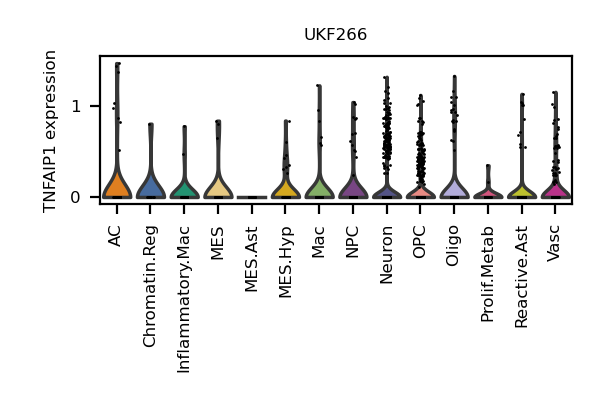 UKF266
TNFAIP1 expression
1
0
AC
Chromatin.Reg
Inflammatory.Mac
MES
MES.Ast
MES.Hyp
Mac
NPC
Neuron
OPC
Oligo
Prolif.Metab
Reactive.Ast
Vasc